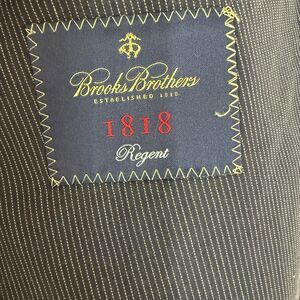 Brooks Brothers
ESTABLISHED 1818
1818
Regent